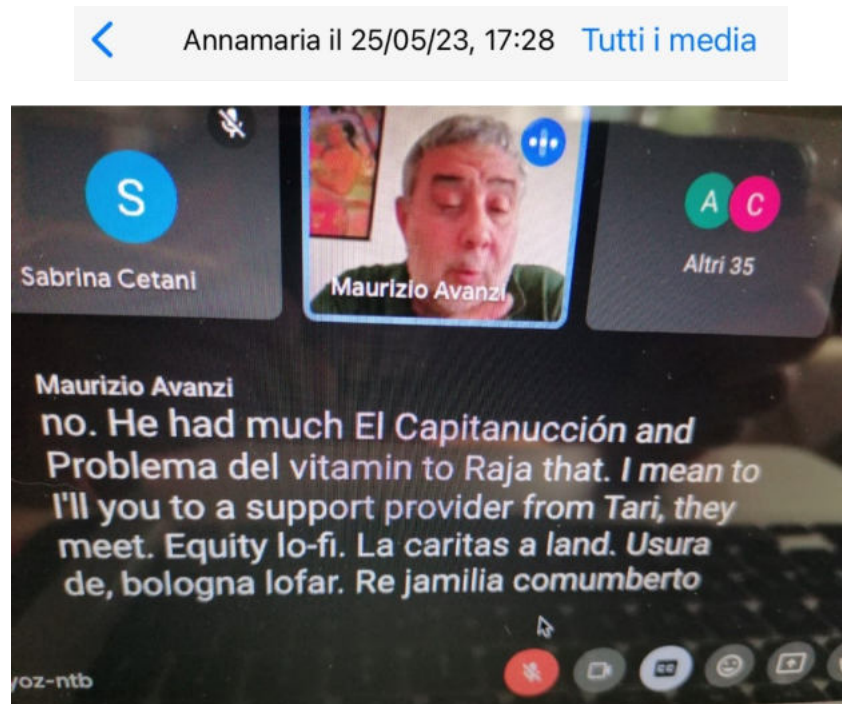 Annamaria il 25/05/23, 17:28 Tutti i media
S
Sabrina Cetani
Maurizio Avanzi
A C
Altri 35
Maurizio Avanzi
no. He had much El Capitanucción and
Problema del vitamin to Raja that. I mean to
I'll you to a support provider from Tari, they
meet. Equity lo-fi. La caritas a land. Usura
de, bologna lofar. Re jamilia comumberto
CC
yoz-ntb